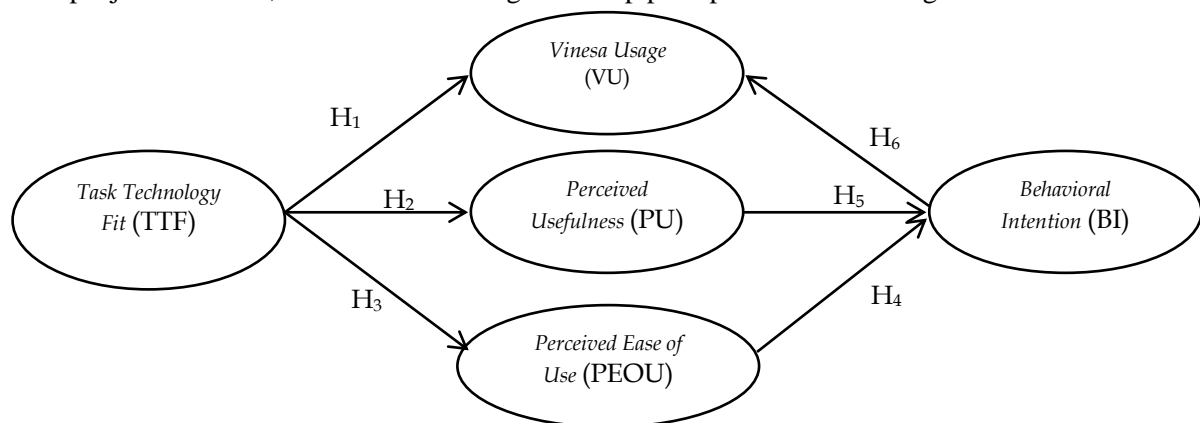 Vinesa Usage
(VU)
H1
H6
Task Technology
Fit (TTF)
H2
Perceived
Usefulness (PU)
H5
Behavioral
Intention (BI)
H3
H4
Perceived Ease of
Use (PEOU)